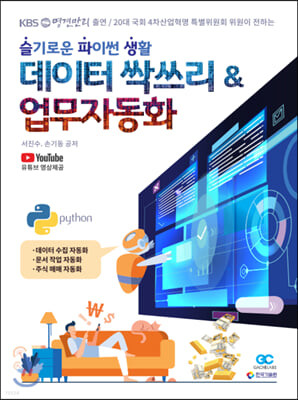 KBS 명견만리 출연 / 20대 국회 4차산업혁명 특별위원회 위원이 전하는
슬기로운 파이썬 생활
데이터 싹쓰리 &
업무자동화
서진수, 손기동 공저
YouTube
유튜브 영상제공
python
• 데이터 수집 자동화
• 문서 작업 자동화
• 주식 매매 자동화
₩
GC
GACHILABS
한국기술원